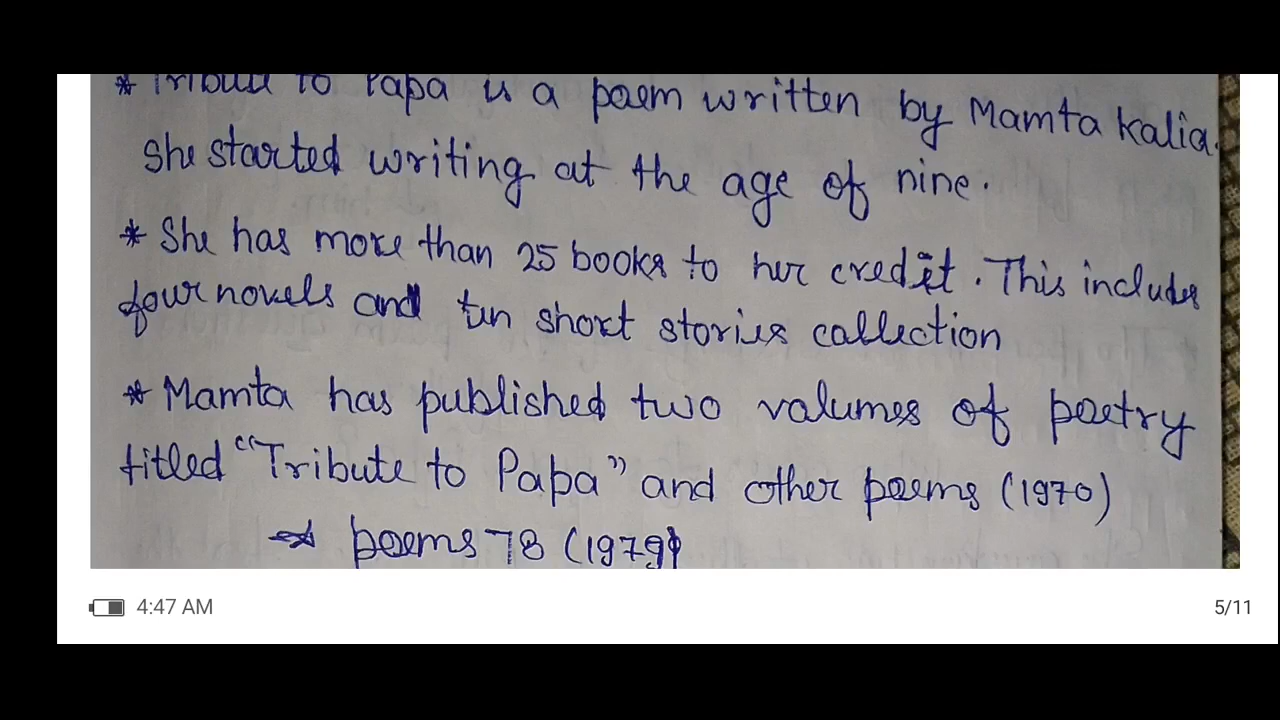 * Tribute to Papa is a poem written by Mamta Kalia.
She started writing at the age of nine.
* She has more than 25 books to her credit. This includes
four novels and ten short stories collection
* Mamta has published two volumes of poetry
titled "Tribute to Papa" and other poems (1970)
→ poems 78 (1979)
4:47 AM 5/11